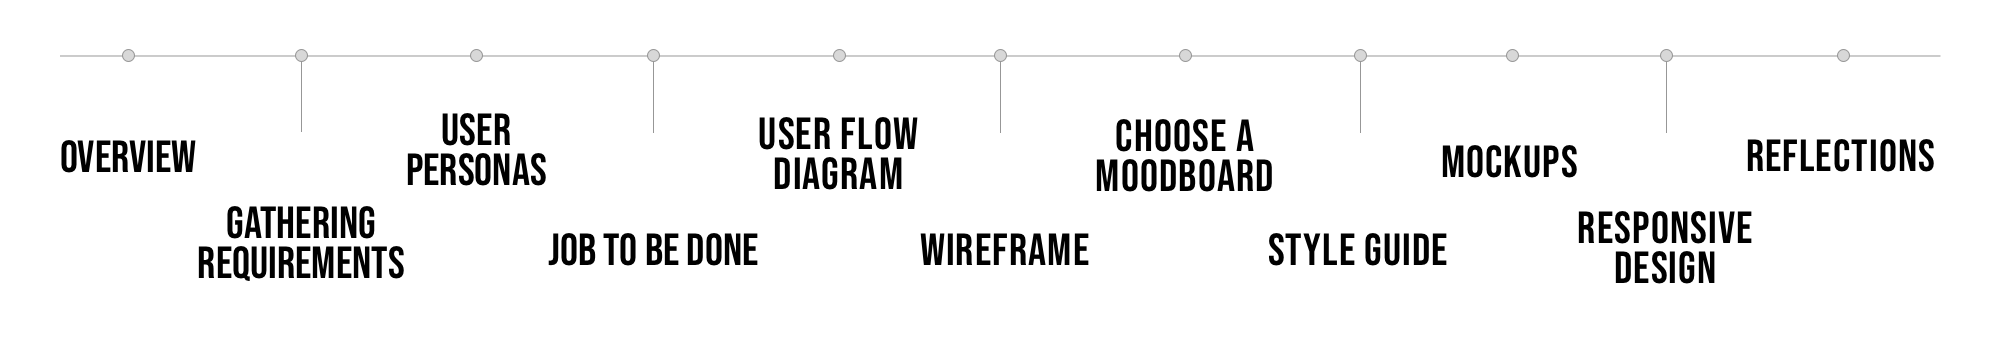 OVERVIEW
GATHERING
REQUIREMENTS
USER
PERSONAS
JOB TO BE DONE
USER FLOW
DIAGRAM
WIREFRAME
CHOOSE A
MOODBOARD
STYLE GUIDE
MOCKUPS
RESPONSIVE
DESIGN
REFLECTIONS